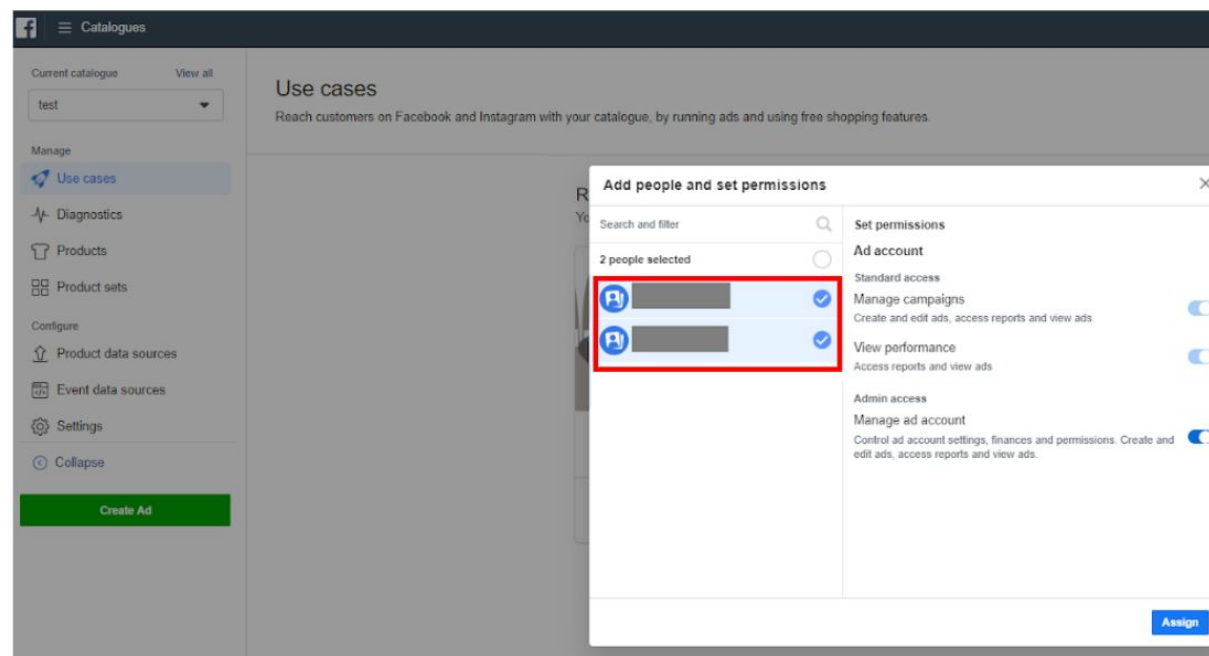 Catalogues
Current catalogue View all
test
Manage
Use cases
Diagnostics
Products
Product sets
Configure
Product data sources
Event data sources
Settings
Collapse
Create Ad
Use cases
Reach customers on Facebook and Instagram with your catalogue, by running ads and using free shopping features.
R
Yo
Add people and set permissions
Search and filter
2 people selected
Set permissions
Ad account
Standard access
Manage campaigns
Create and edit ads, access reports and view ads
View performance
Access reports and view ads
Admin access
Manage ad account
Control ad account settings, finances and permissions. Create and
edit ads, access reports and view ads.
Assign